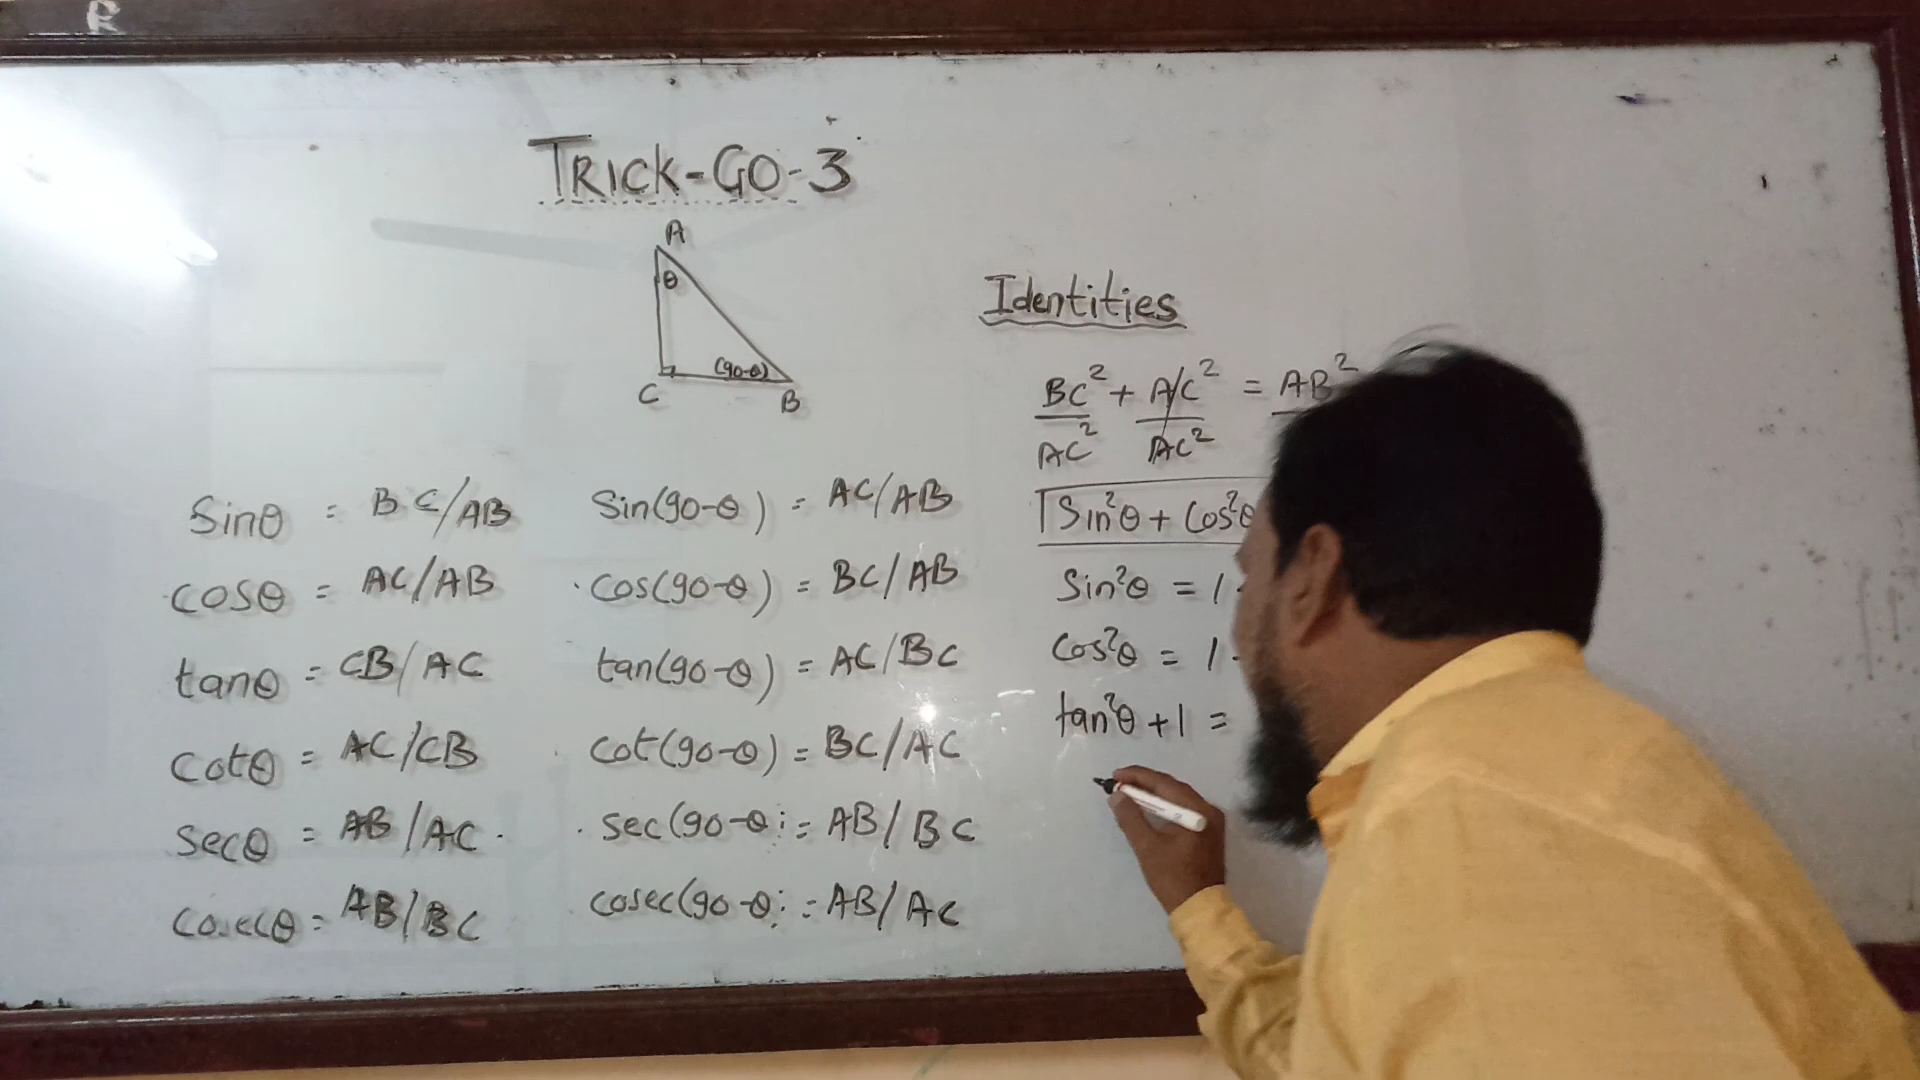 R
TRICK-GO-3
A
θ
(90-θ)
C
B
Sinθ = BC/AB
cosθ = AC/AB
tanθ = CB/AC
cotθ = AC/CB
secθ = AB/AC
cosecθ = AB/BC
Sin(90-θ) = AC/AB
cos(90-θ) = BC/AB
tan(90-θ) = AC/BC
cot(90-θ) = BC/AC
sec(90-θ) = AB/BC
cosec(90-θ) = AB/AC
Identities
BC² + AC² = AB²
AC² AC²
Sin²θ + Cos²θ
Sin²θ = 1 -
Cos²θ = 1 -
tan²θ + 1 =